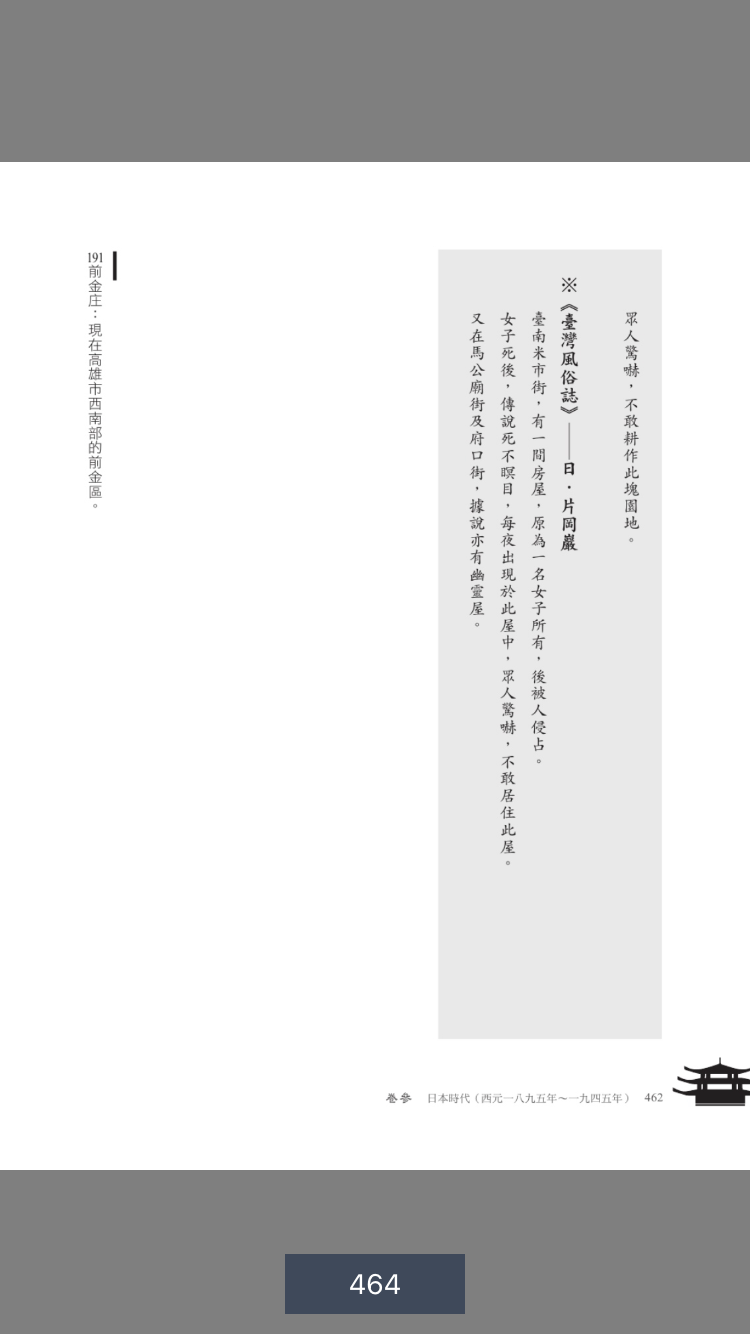 眾人驚嚇，不敢耕作此塊園地。
※《臺灣風俗誌》——日．片岡巖
臺南米市街，有一間房屋，原為一名女子所有，後被人侵占。
女子死後，傳說死不瞑目，每夜出現於此屋中，眾人驚嚇，不敢居住此屋。
又在馬公廟街及府口街，據說亦有幽靈屋。
191前金庄：現在高雄市西南部的前金區。
卷參 日本時代（西元一八九五年～一九四五年） 462
464